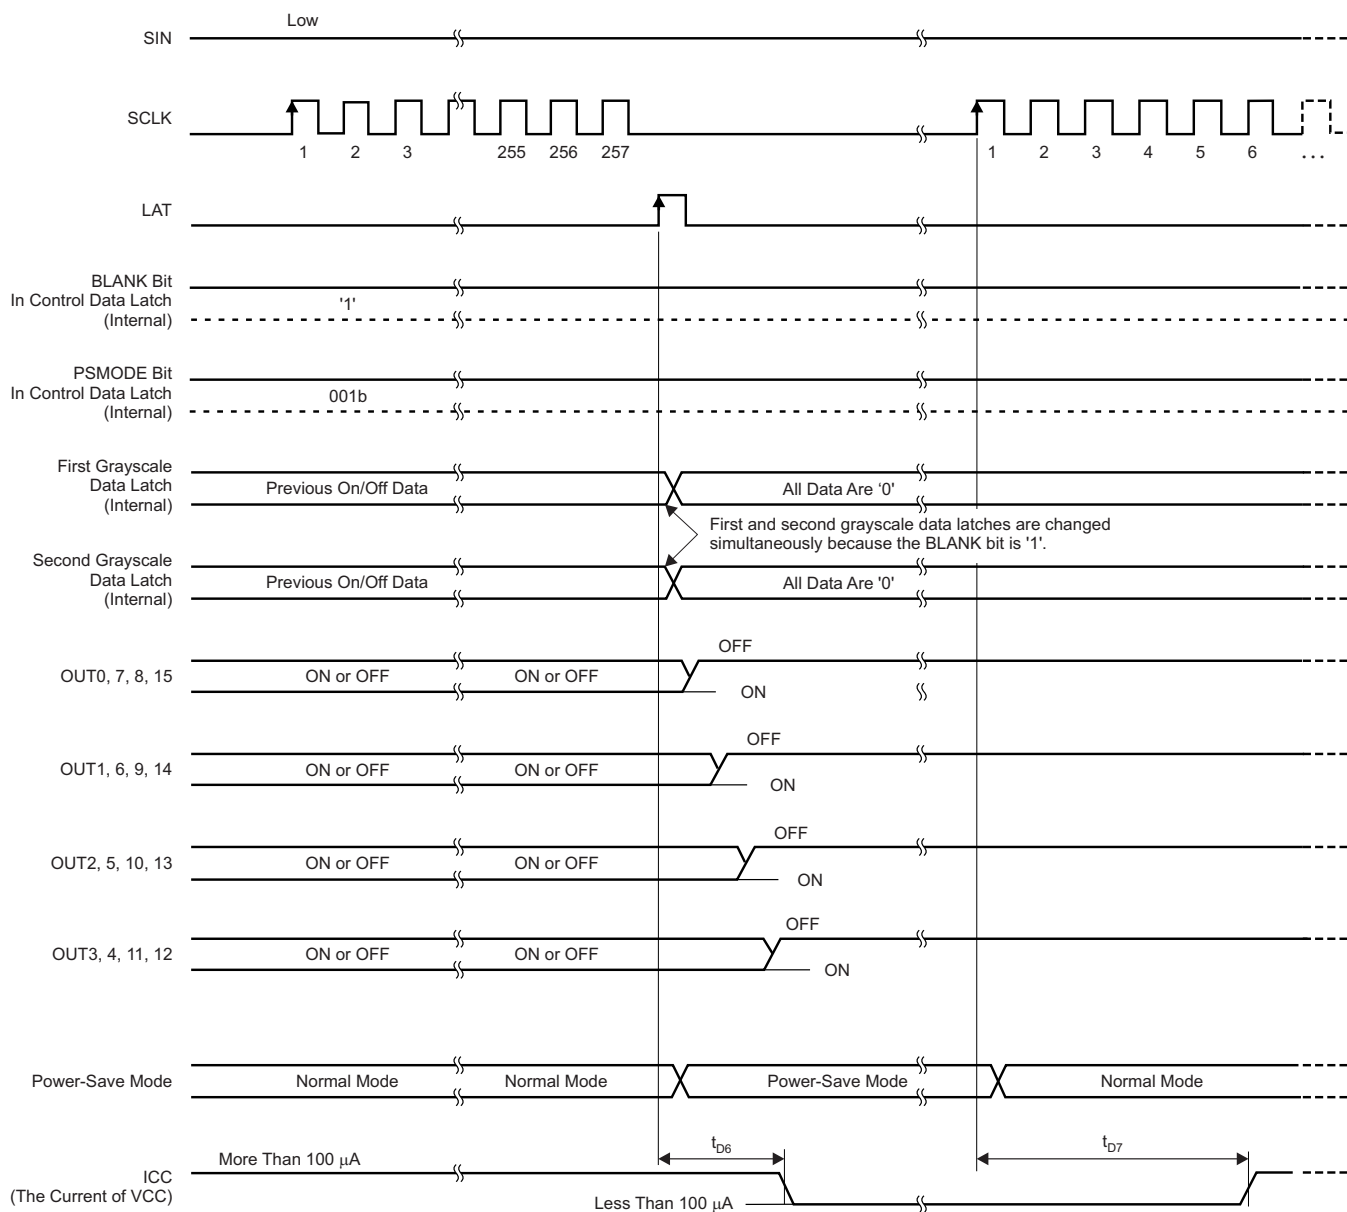 Low
SIN
SCLK
1 2 3 255 256 257 1 2 3 4 5 6 ...
LAT
BLANK Bit
In Control Data Latch
(Internal)
'1'
PSMODE Bit
In Control Data Latch
(Internal)
001b
First Grayscale
Data Latch
(Internal)
Previous On/Off Data
All Data Are ‘0’
First and second grayscale data latches are changed
simultaneously because the BLANK bit is '1'.
Second Grayscale
Data Latch
(Internal)
Previous On/Off Data
All Data Are '0'
OUT0, 7, 8, 15
ON or OFF
ON or OFF
OFF
ON
OUT1, 6, 9, 14
ON or OFF
ON or OFF
OFF
ON
OUT2, 5, 10, 13
ON or OFF
ON or OFF
OFF
ON
OUT3, 4, 11, 12
ON or OFF
ON or OFF
OFF
ON
Power-Save Mode
Normal Mode
Normal Mode
Power-Save Mode
Normal Mode
tD6
tD7
ICC
(The Current of VCC)
More Than 100 μA
Less Than 100 μA